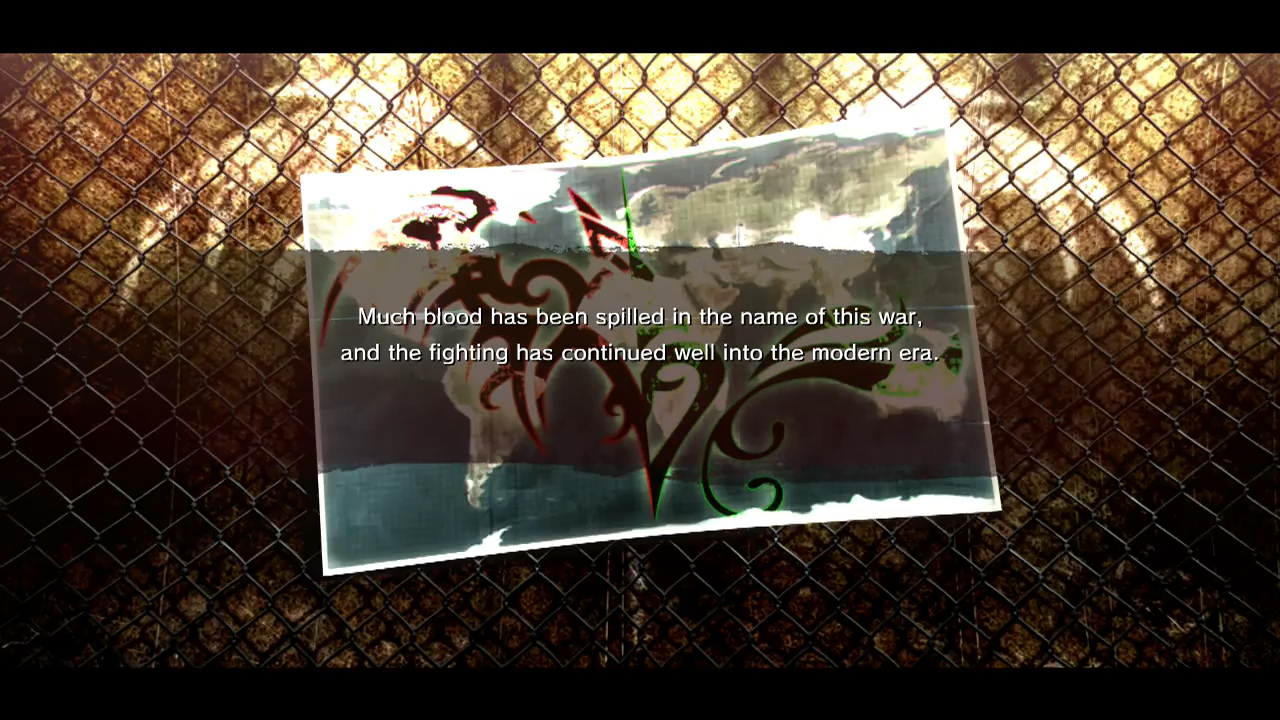 Much blood has been spilled in the name of this war,
and the fighting has continued well into the modern era.